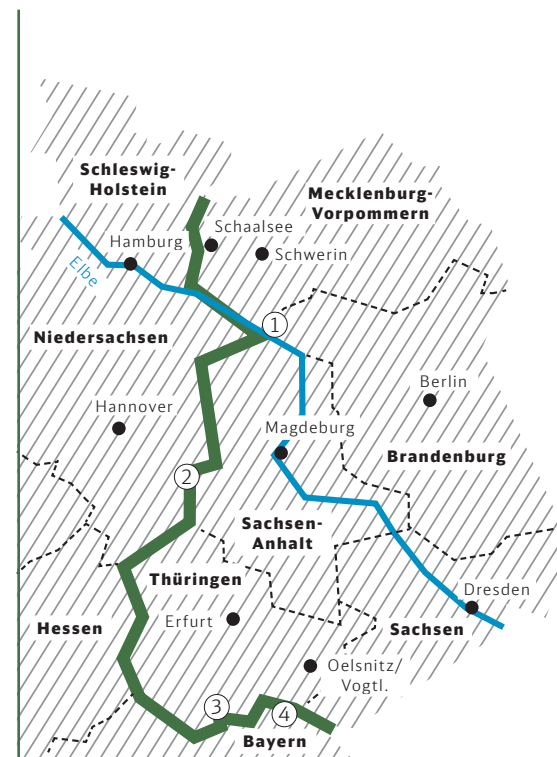 Schleswig-
Holstein
Mecklenburg-
Vorpommern
Schaalsee
Hamburg
Schwerin
Elbe
1
Niedersachsen
Berlin
Hannover
Magdeburg
Brandenburg
2
Sachsen-
Anhalt
Thüringen
Dresden
Hessen
Erfurt
Sachsen
Oelsnitz/
Vogtl.
3
4
Bayern